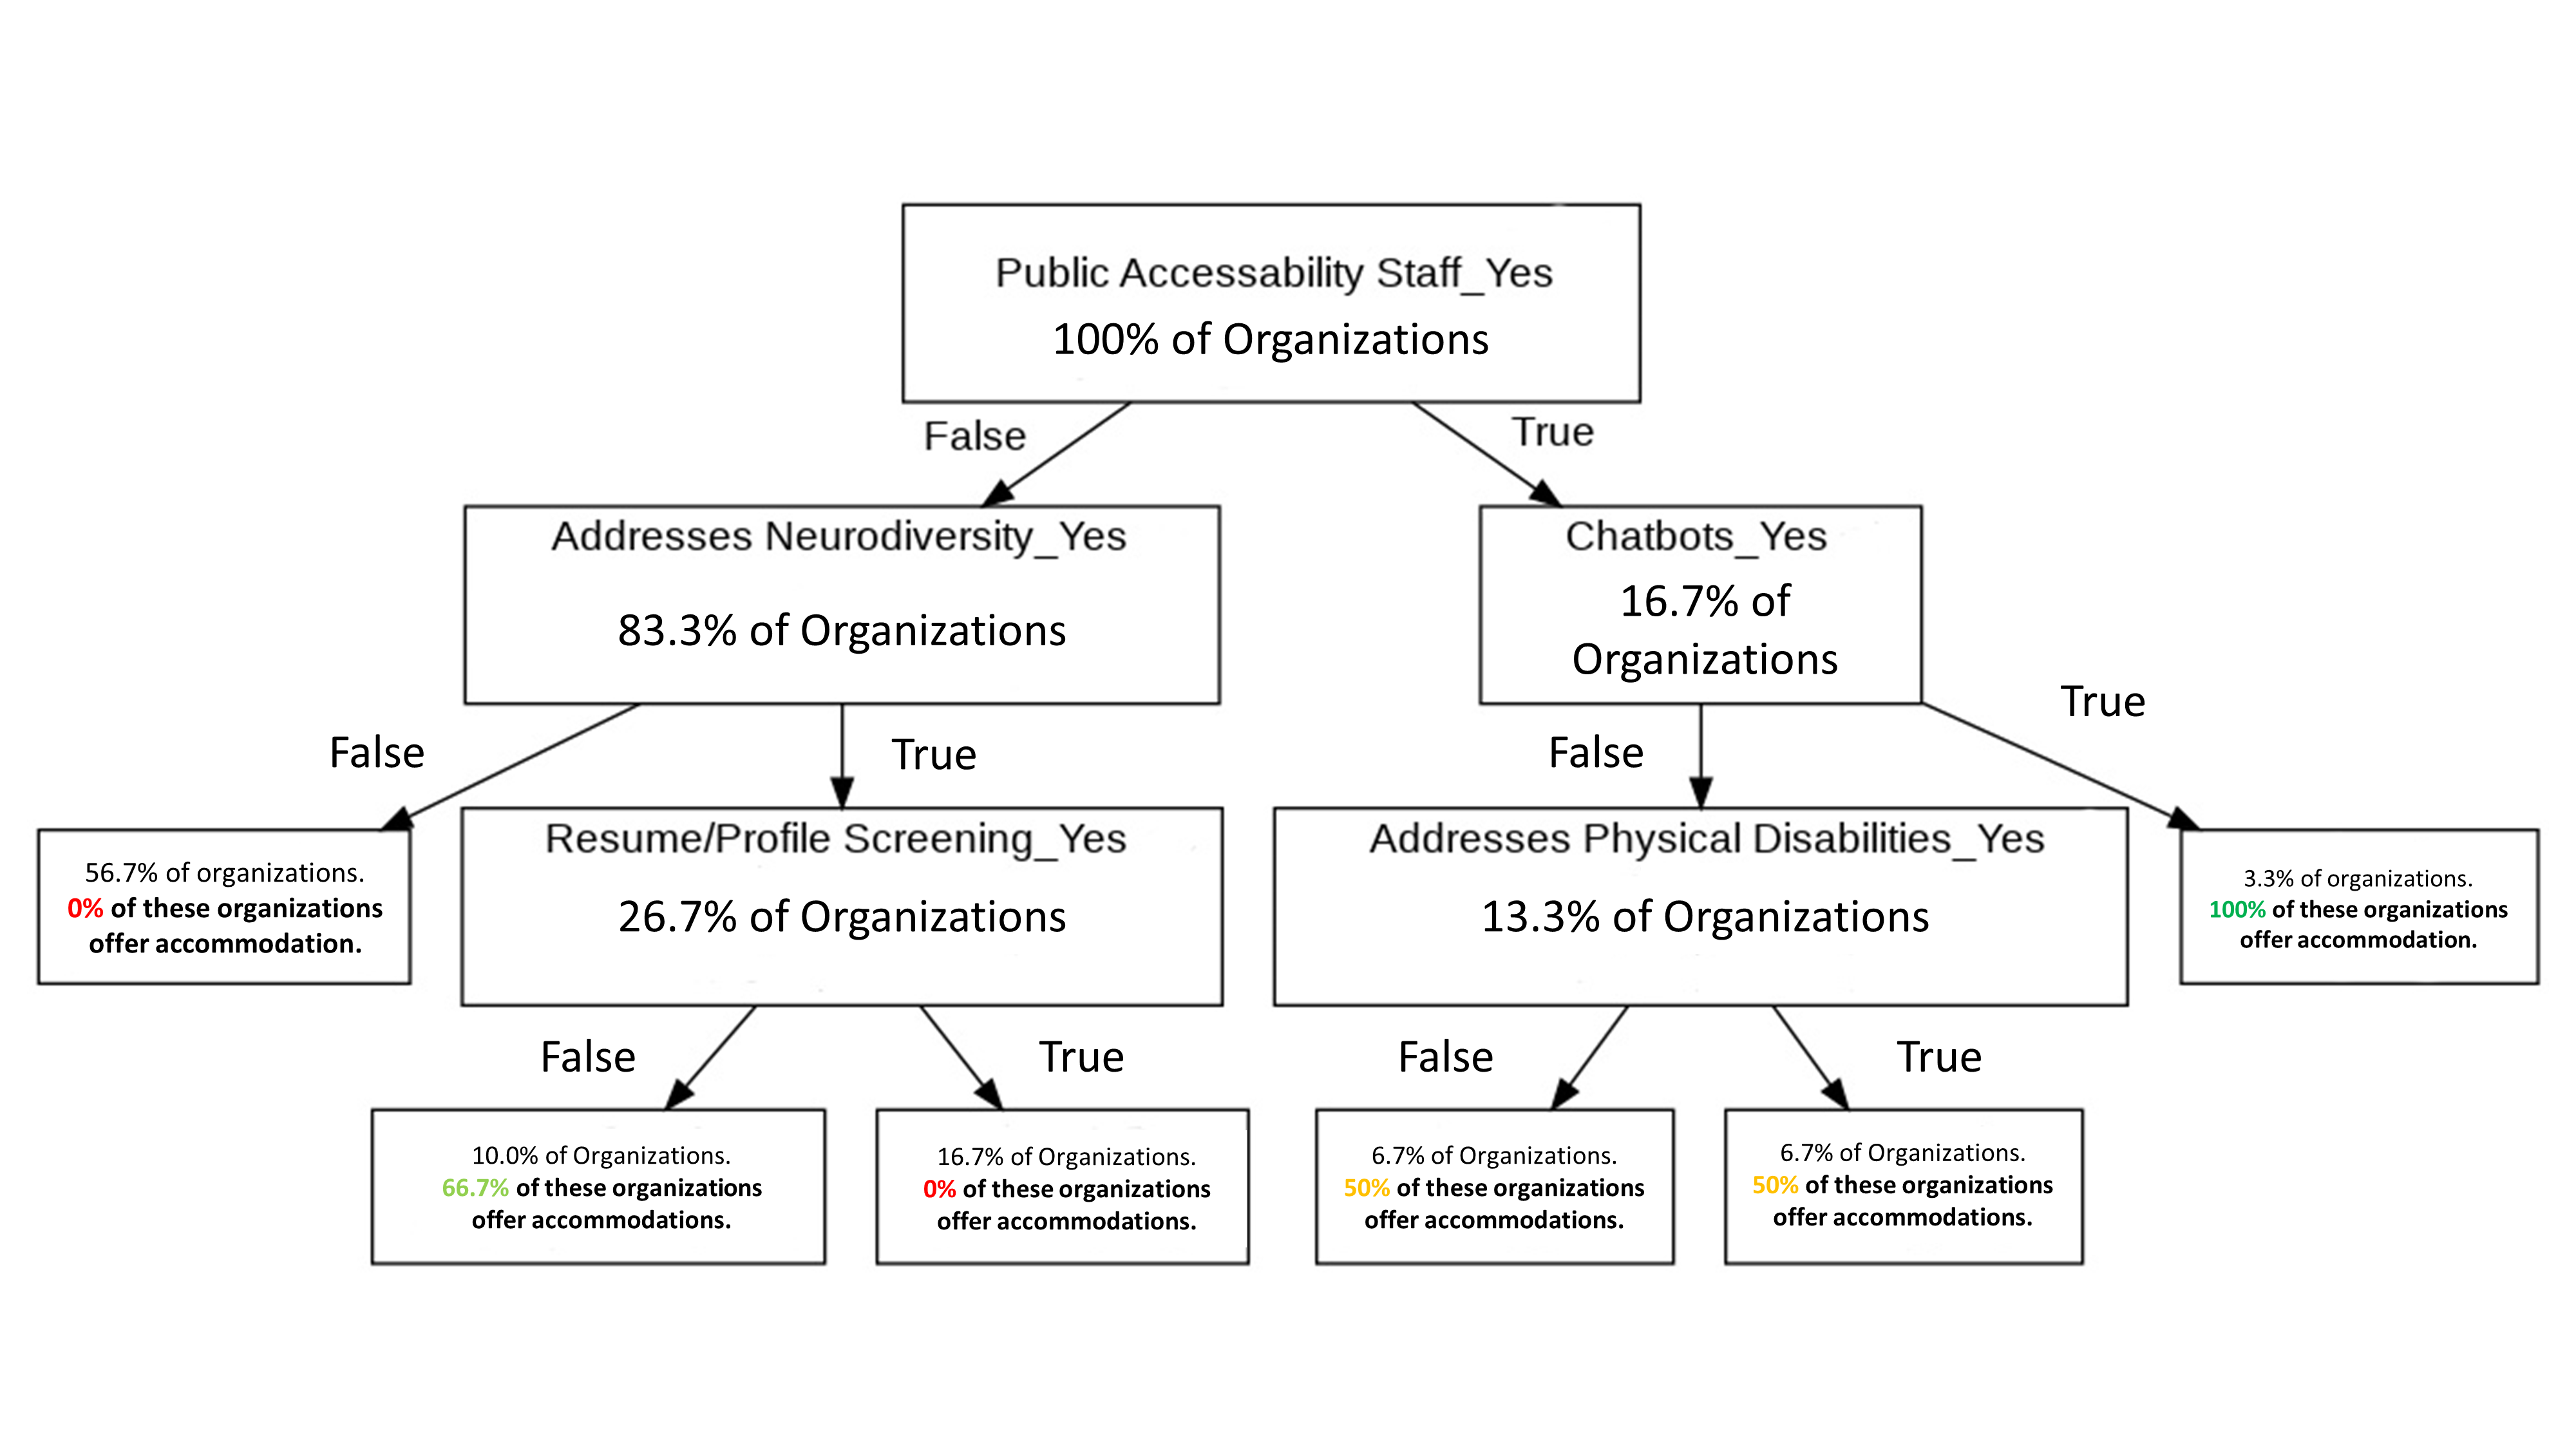 Public Accessability Staff_Yes
100% of Organizations
False
True
Addresses Neurodiversity_Yes
83.3% of Organizations
Chatbots_Yes
16.7% of
Organizations
False
True
False
True
56.7% of organizations.
0% of these organizations
offer accommodation.
Resume/Profile Screening_Yes
26.7% of Organizations
Addresses Physical Disabilities_Yes
13.3% of Organizations
3.3% of organizations.
100% of these organizations
offer accommodation.
False
True
False
True
10.0% of Organizations.
66.7% of these organizations
offer accommodations.
16.7% of Organizations.
0% of these organizations
offer accommodations.
6.7% of Organizations.
50% of these organizations
offer accommodations.
6.7% of Organizations.
50% of these organizations
offer accommodations.